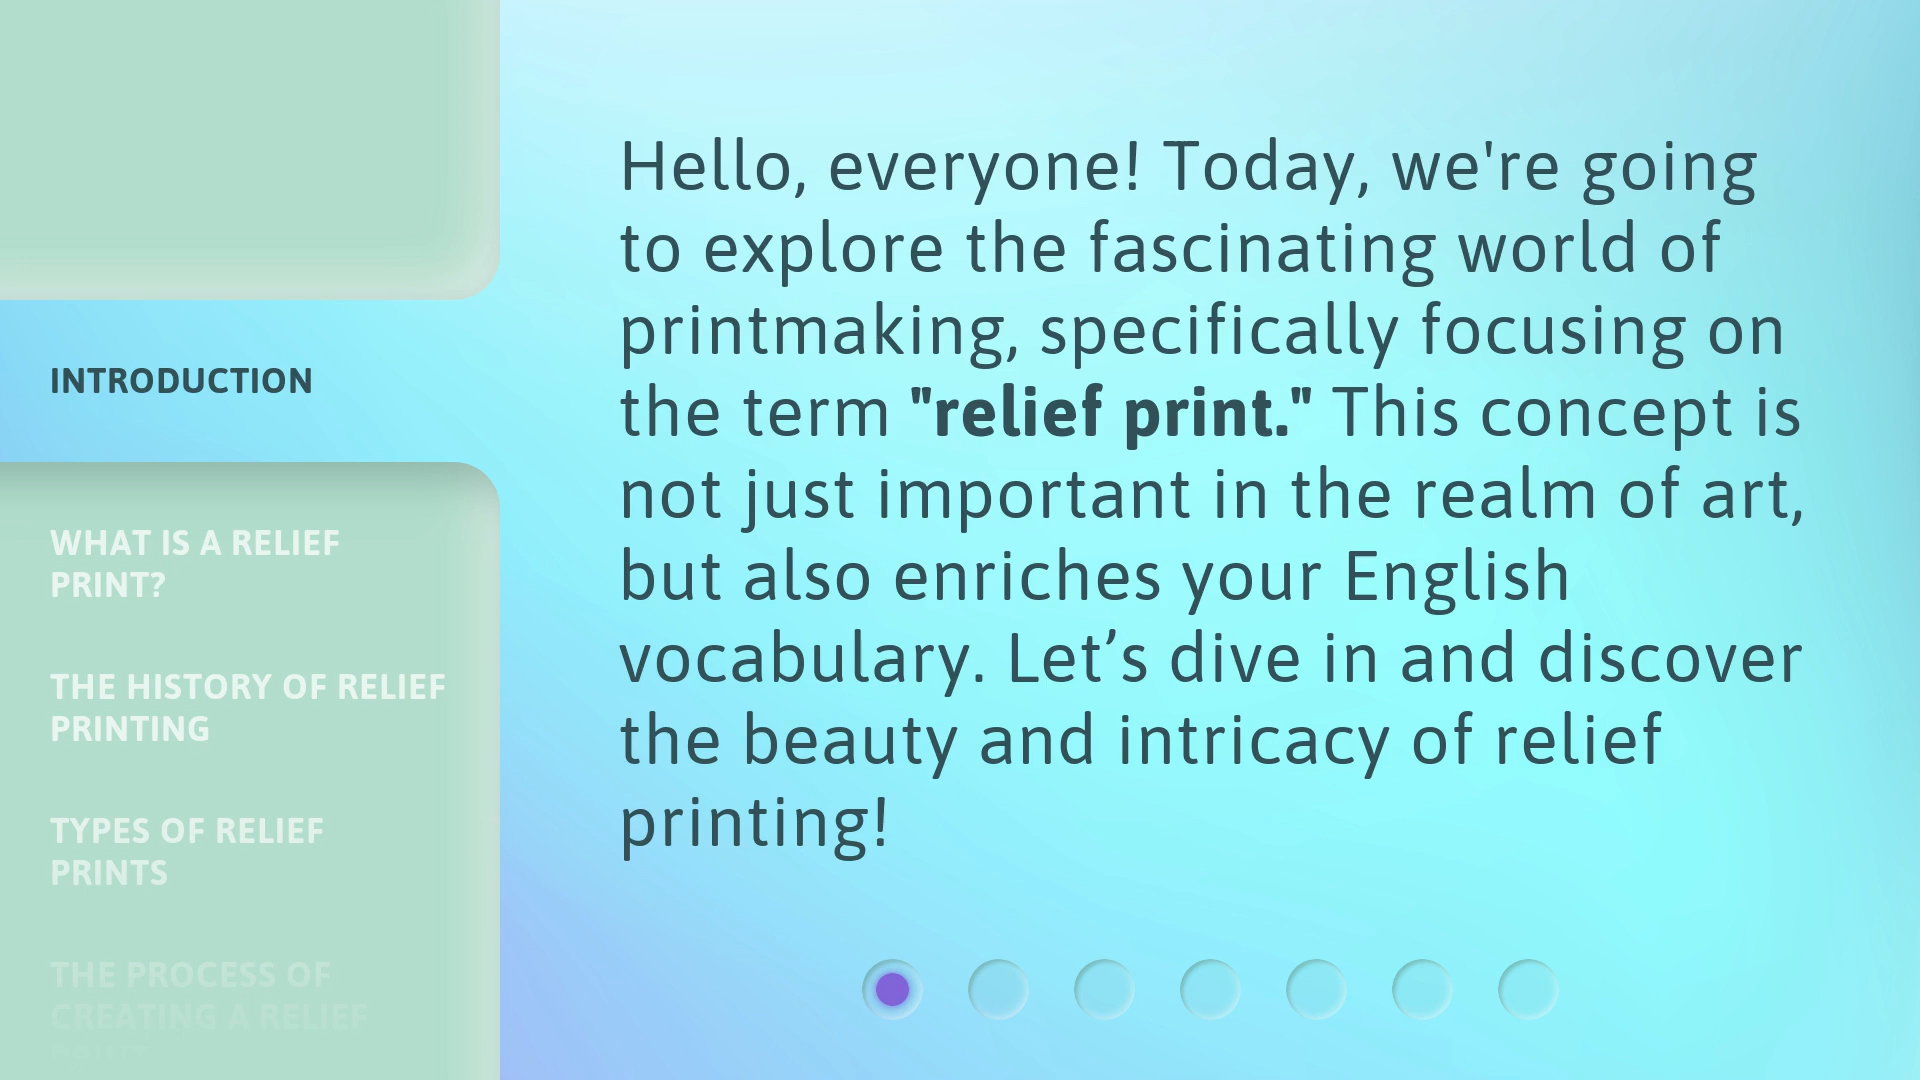 INTRODUCTION
WHAT IS A RELIEF
PRINT?
THE HISTORY OF RELIEF
PRINTING
TYPES OF RELIEF
PRINTS
THE PROCESS OF
CREATING A RELIEF
Hello, everyone! Today, we're going
to explore the fascinating world of
printmaking, specifically focusing on
the term "relief print." This concept is
not just important in the realm of art,
but also enriches your English
vocabulary. Let’s dive in and discover
the beauty and intricacy of relief
printing!